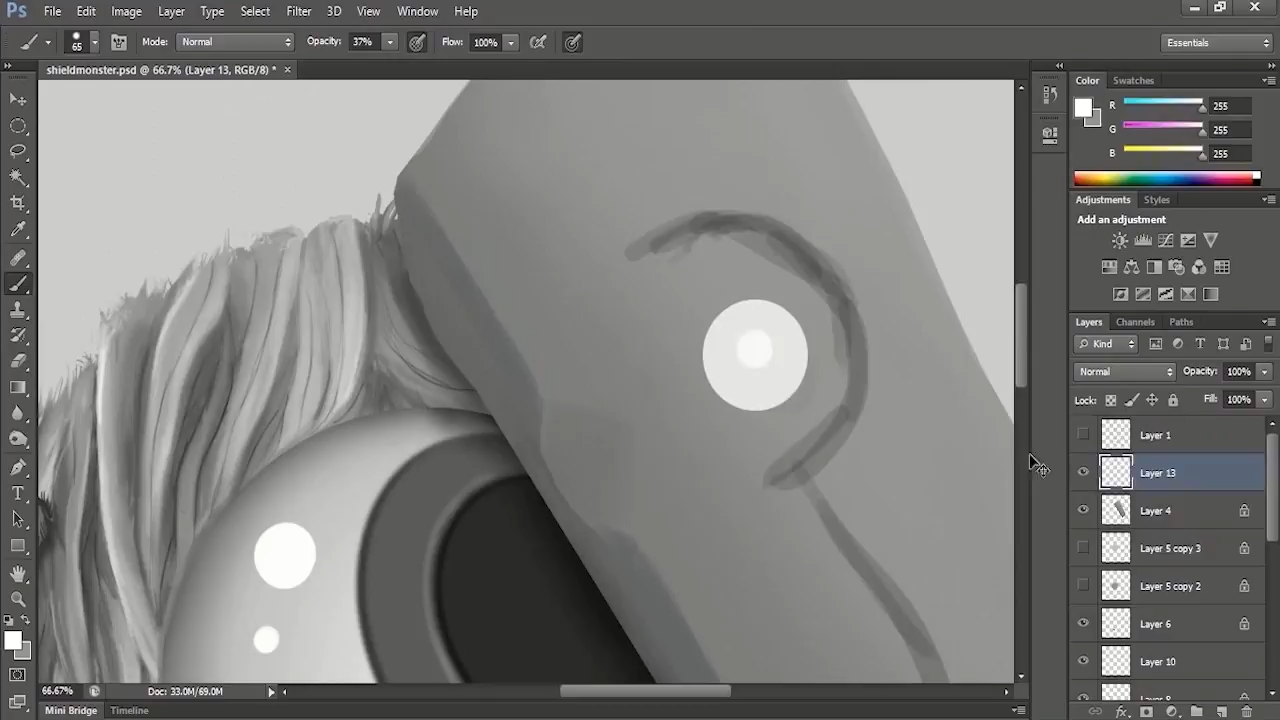 Ps File Edit Image Layer Type Select Filter 3D View Window Help
65 Mode: Normal Opacity: 37% Flow: 100% Essentials
shieldmonster.psd @ 66.7% (Layer 13, RGB/8) * ×
Color Swatches
R 255
G 255
B 255
Adjustments Styles
Add an adjustment
Layers Channels Paths
Kind
Normal Opacity: 100%
Lock: Fill: 100%
Layer 1
Layer 13
Layer 4
Layer 5 copy 3
Layer 5 copy 2
Layer 6
Layer 10
66.67% Doc: 33.0M/69.0M
Mini Bridge Timeline